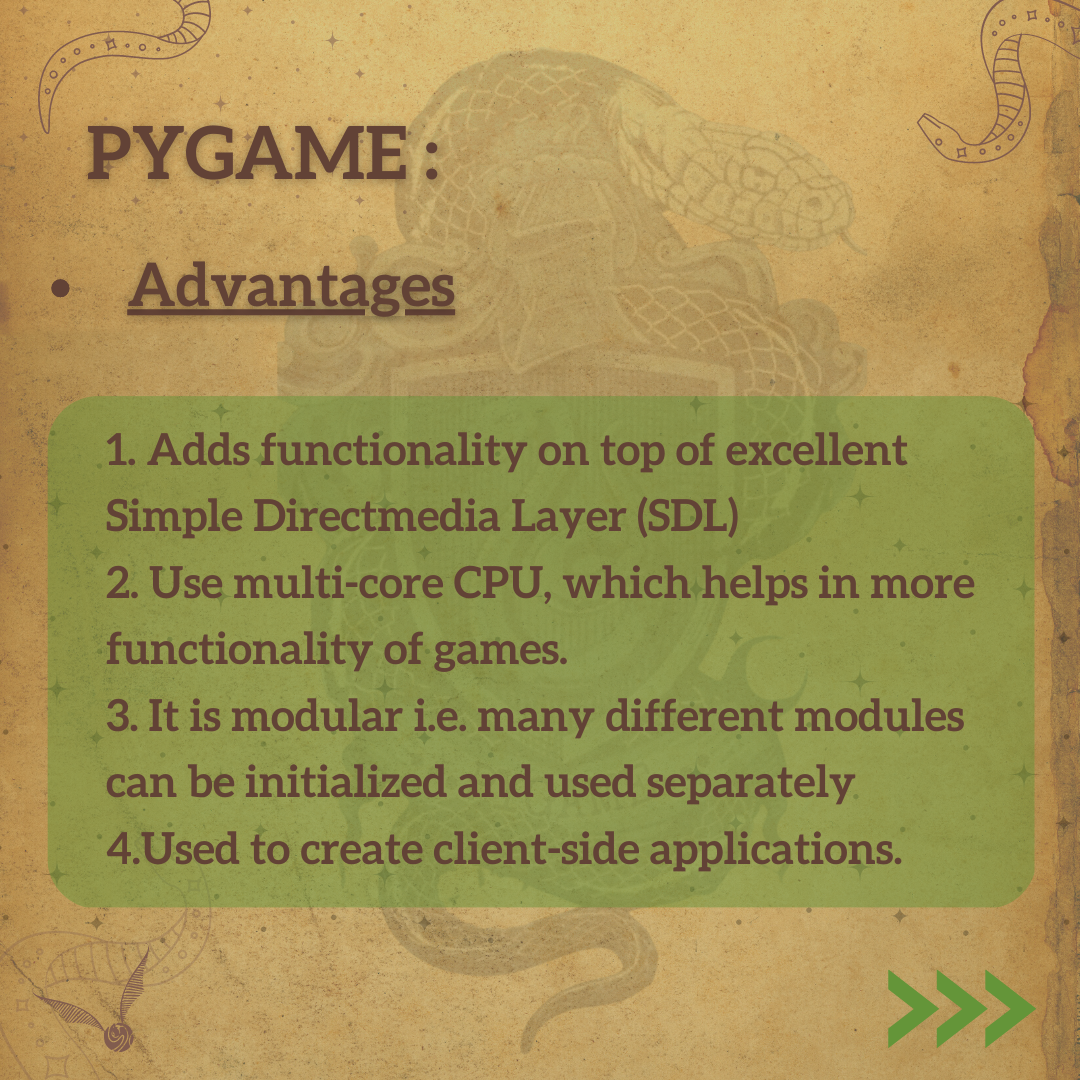 PYGAME :
• Advantages
1. Adds functionality on top of excellent
Simple Directmedia Layer (SDL)
2. Use multi-core CPU, which helps in more
functionality of games.
3. It is modular i.e. many different modules
can be initialized and used separately
4.Used to create client-side applications.